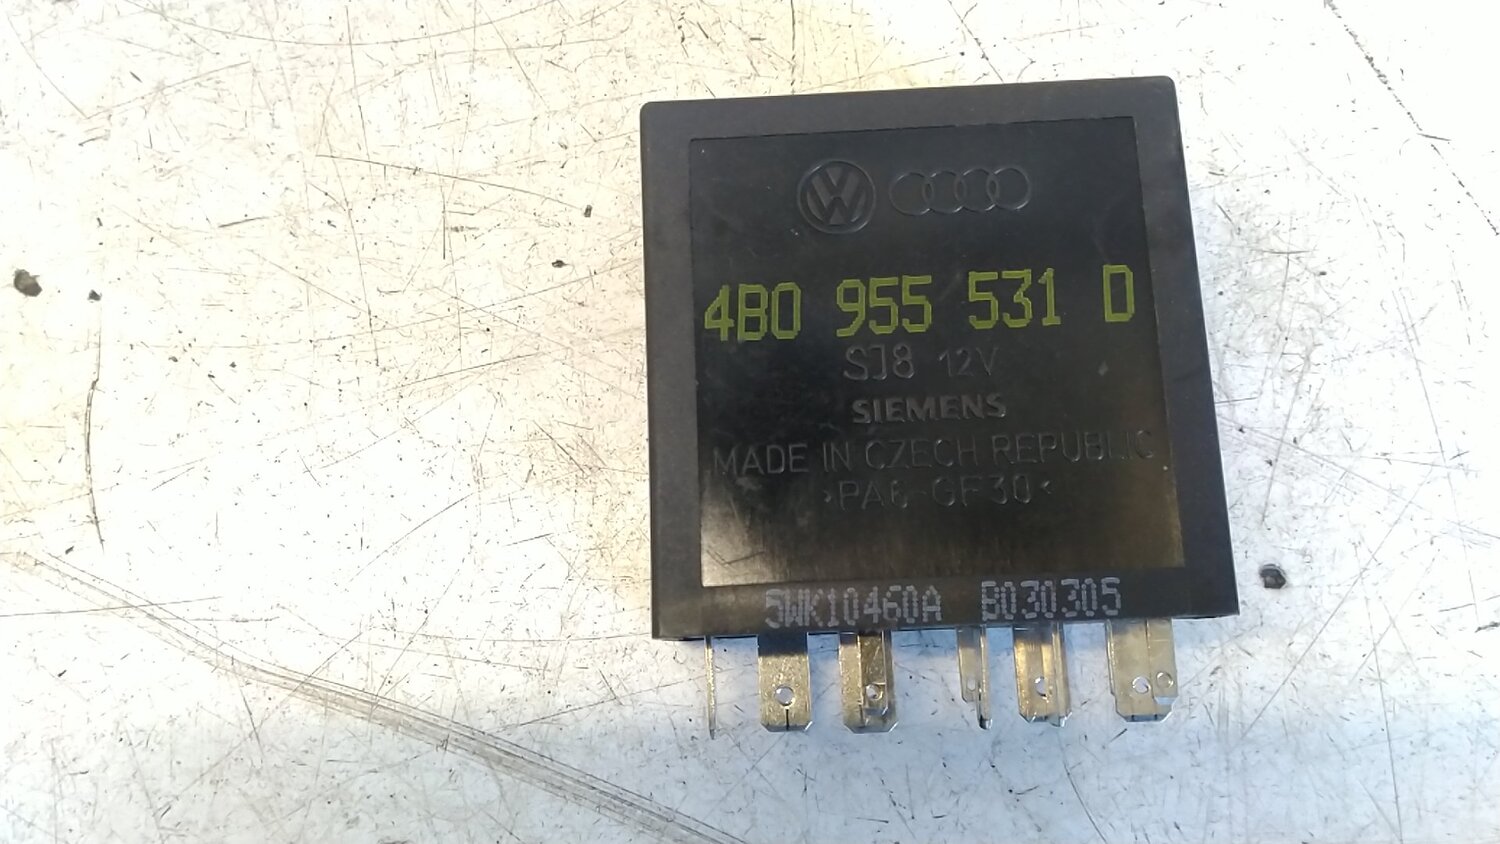 4B0 955 531 D
SJ8 12V
SIEMENS
MADE IN CZECH REPUBLIC
>PA6-GF30<
5WK10460A B030305